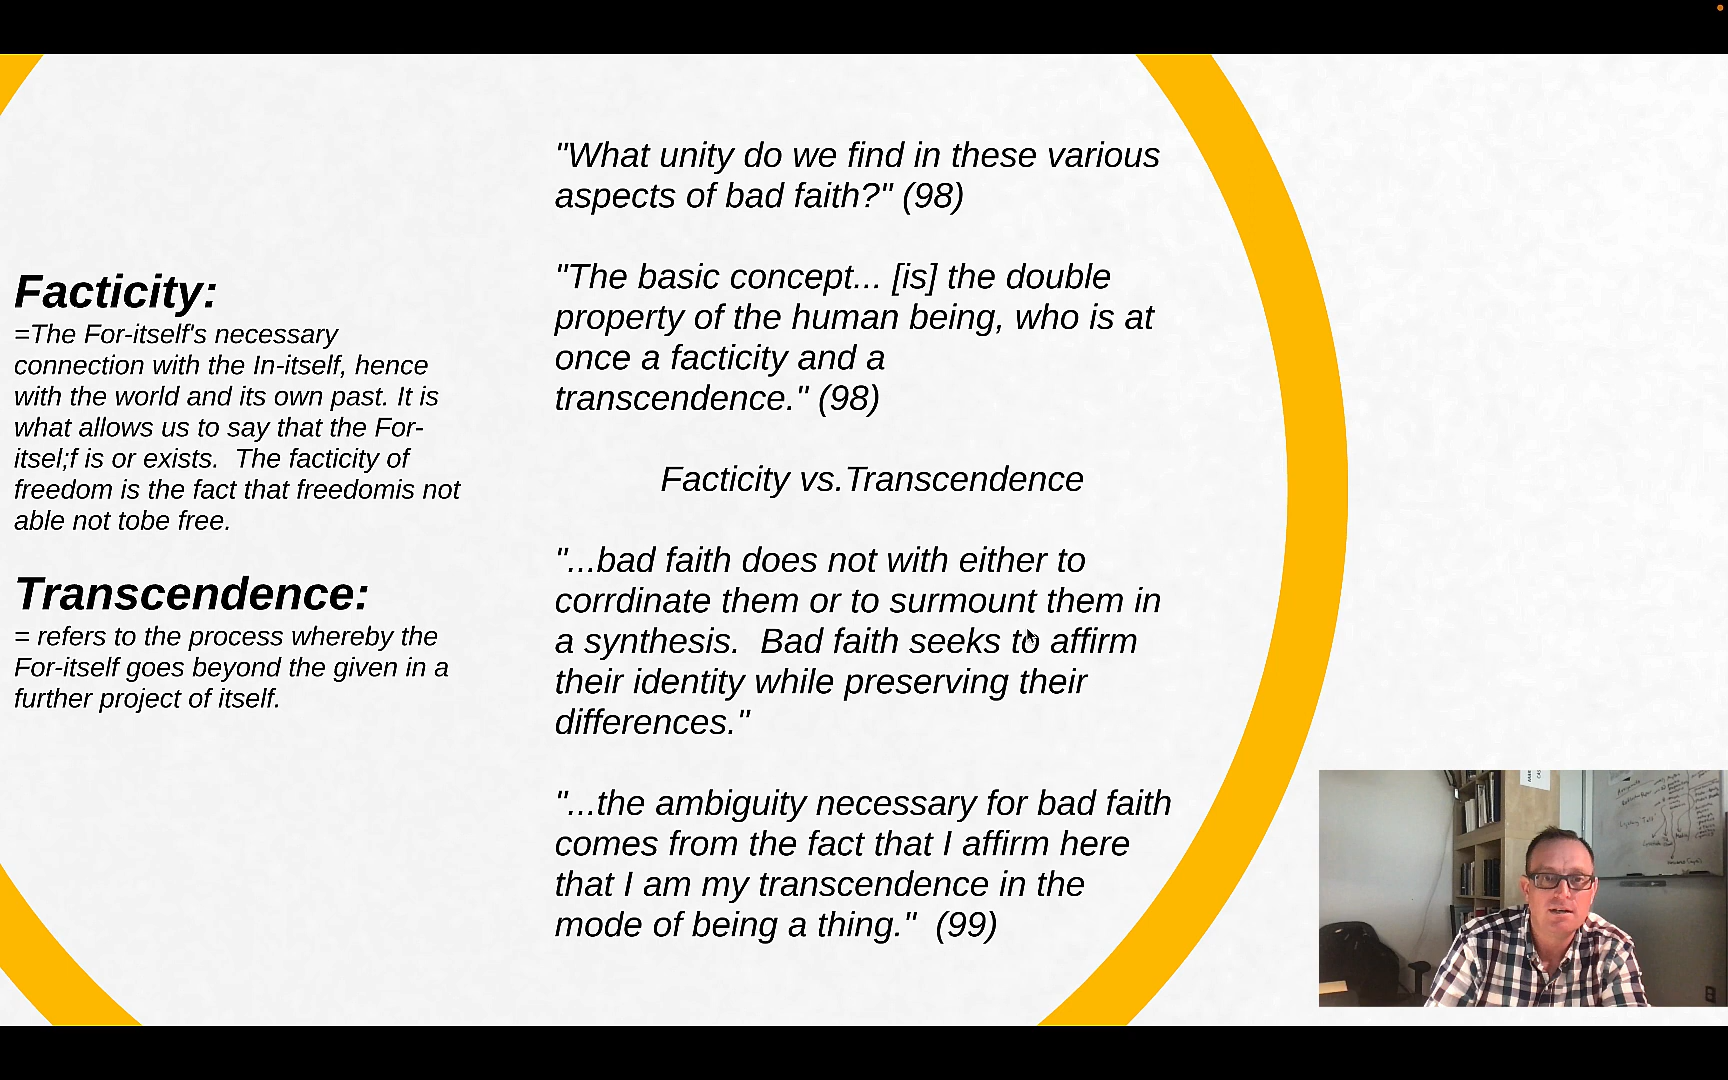 Facticity:
=The For-itself's necessary
connection with the In-itself, hence
with the world and its own past. It is
what allows us to say that the For-
itsel;f is or exists.  The facticity of
freedom is the fact that freedomis not
able not tobe free.
Transcendence:
= refers to the process whereby the
For-itself goes beyond the given in a
further project of itself.
"What unity do we find in these various
aspects of bad faith?" (98)
"The basic concept... [is] the double
property of the human being, who is at
once a facticity and a
transcendence." (98)
Facticity vs.Transcendence
"...bad faith does not with either to
corrdinate them or to surmount them in
a synthesis.  Bad faith seeks to affirm
their identity while preserving their
differences."
"...the ambiguity necessary for bad faith
comes from the fact that I affirm here
that I am my transcendence in the
mode of being a thing."  (99)